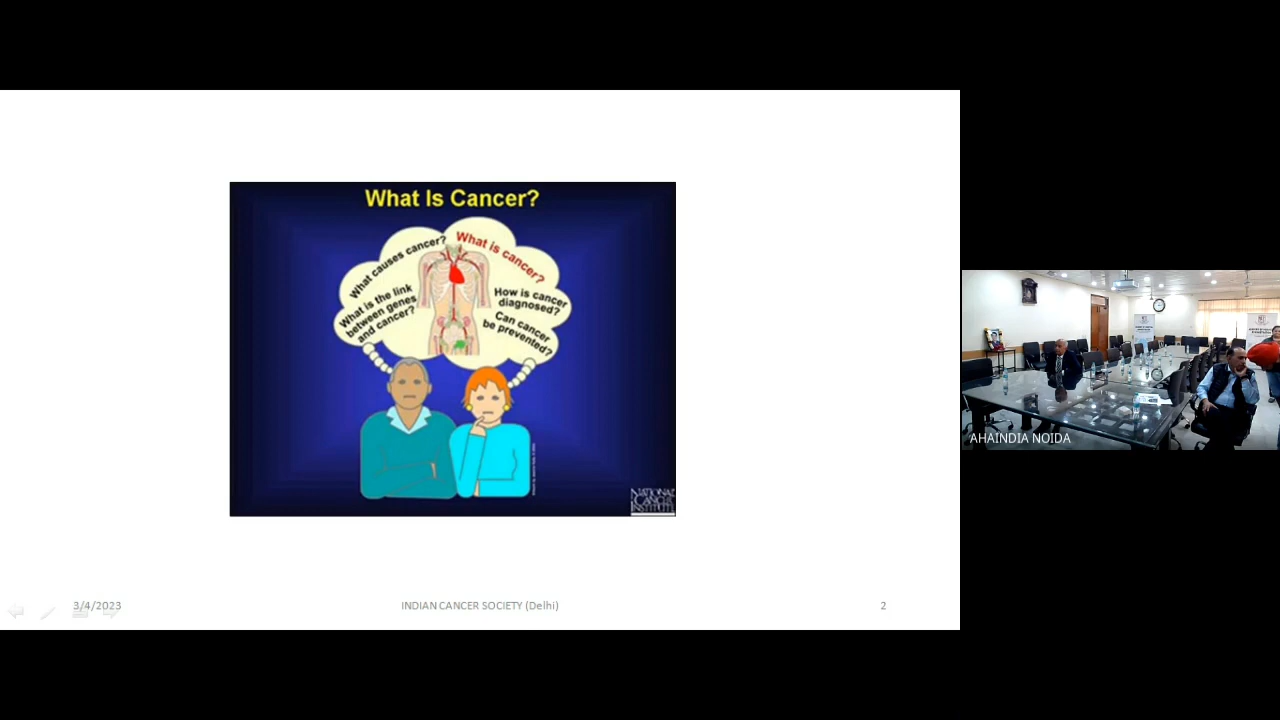 What Is Cancer?
What causes cancer?
What is cancer?
What is the link
between genes
and cancer?
How is cancer
diagnosed?
Can cancer
be prevented?
NATIONAL
CANCER
INSTITUTE
3/4/2023
INDIAN CANCER SOCIETY (Delhi)
2
AHAINDIA NOIDA